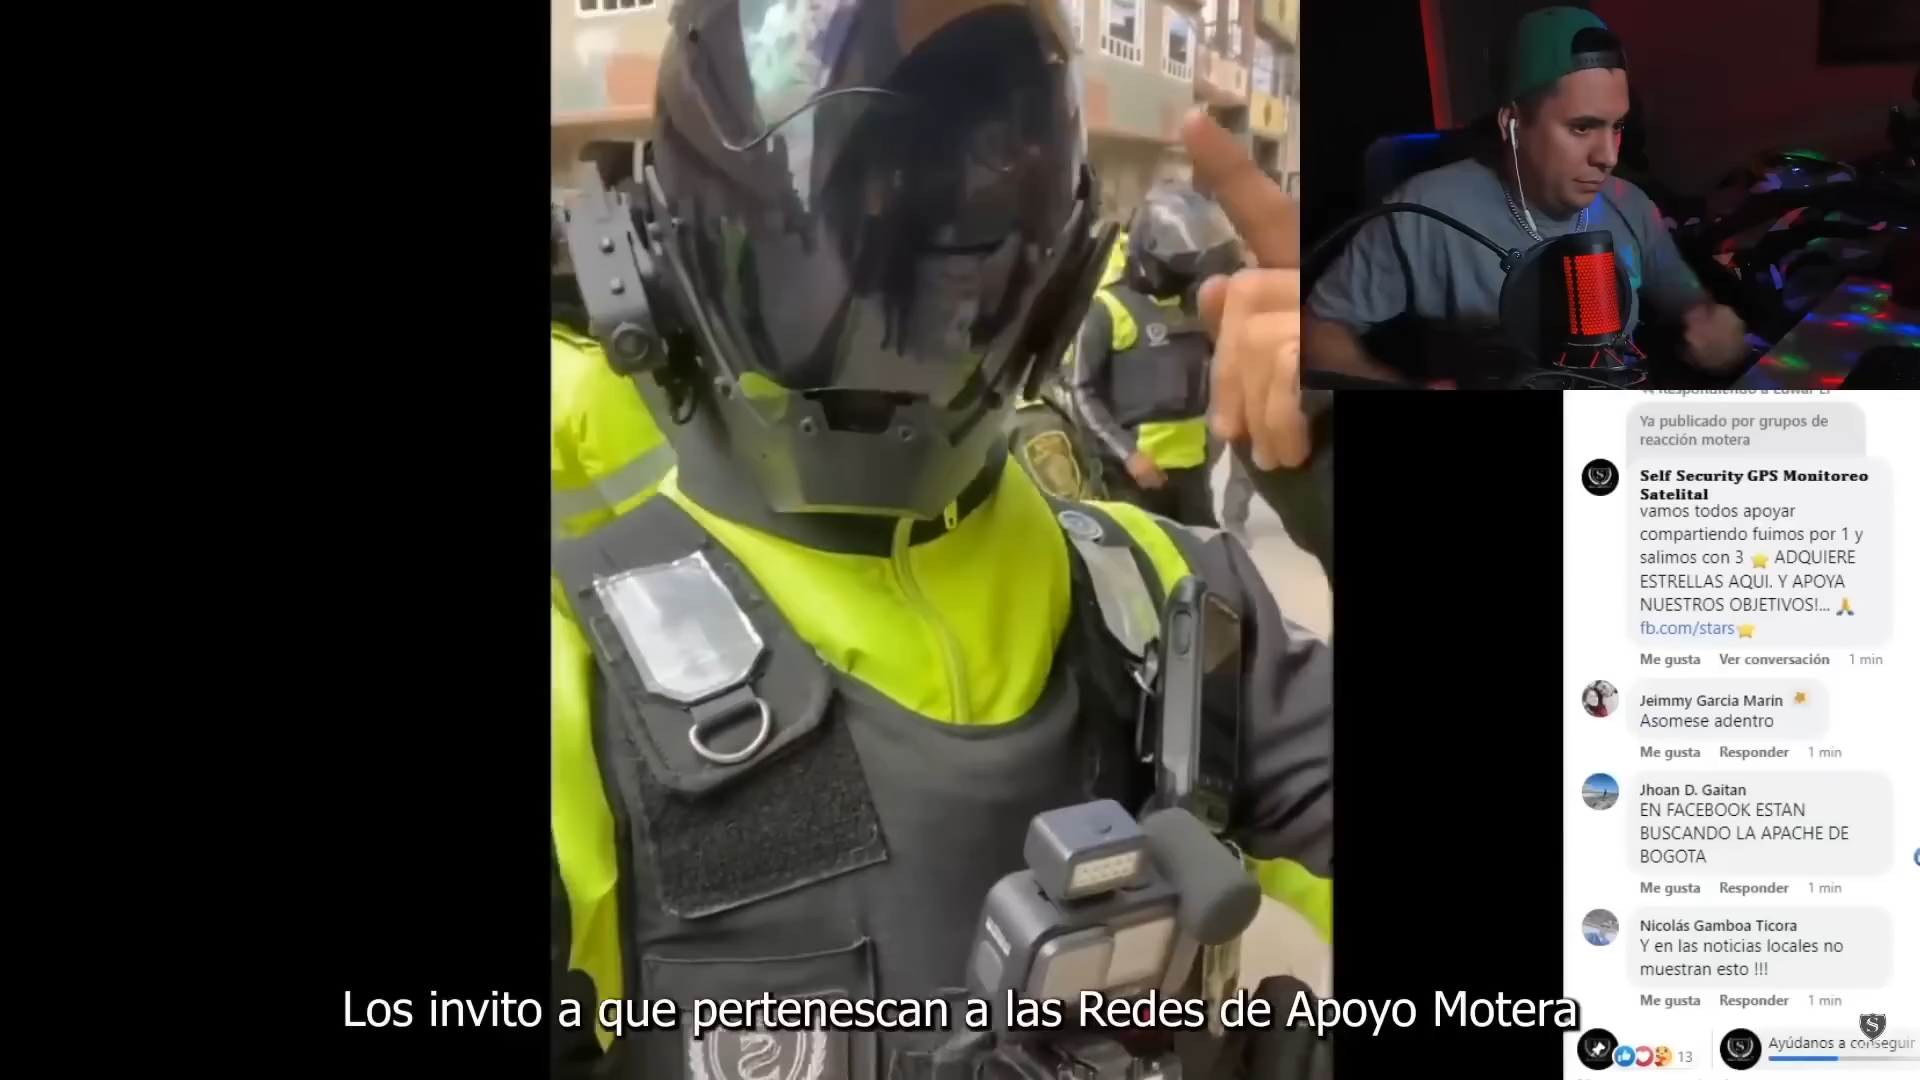 Respondiendo a Edwar Lr
Ya publicado por grupos de
reacción motera
Self Security GPS Monitoreo
Satelital
vamos todos apoyar
compartiendo fuimos por 1 y
salimos con 3 ⭐ ADQUIERE
ESTRELLAS AQUI. Y APOYA
NUESTROS OBJETIVOS!... 🙏
fb.com/stars⭐
Me gusta Ver conversación 1 min
Jeimmy Garcia Marin
Asomese adentro
Me gusta Responder 1 min
Jhoan D. Gaitan
EN FACEBOOK ESTAN
BUSCANDO LA APACHE DE
BOGOTA
Me gusta Responder 1 min
Nicolás Gamboa Ticora
Y en las noticias locales no
muestran esto !!!
Me gusta Responder 1 min
Los invito a que pertenescan a las Redes de Apoyo Motera
13
Ayúdanos a conseguir